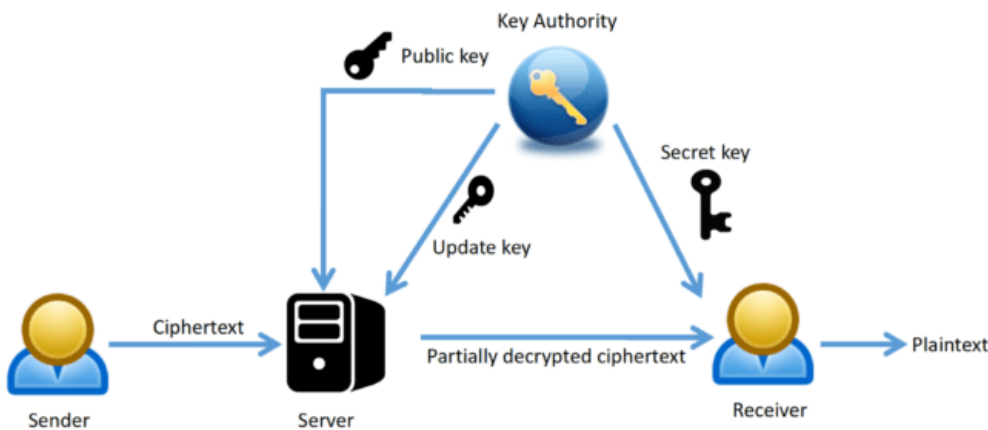 Key Authority
Public key
Secret key
Update key
Ciphertext
Partially decrypted ciphertext
Plaintext
Sender
Server
Receiver